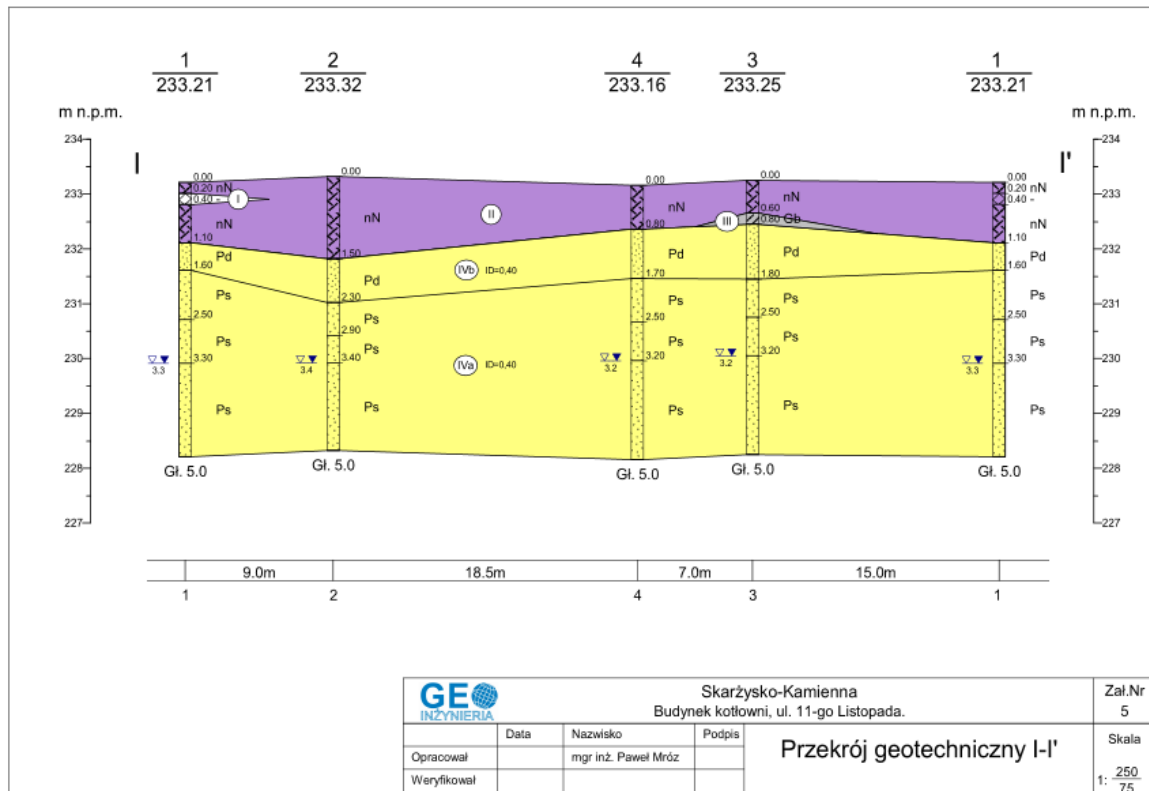 1 2 4 3 1
233.21 233.32 233.16 233.25 233.21
m n.p.m. m n.p.m.
234 I I' 234
0.00 0.00 0.00 0.00 0.00
233 0.20 nN 0.20 nN 233
0.40 - I 0.40 -
nN nN II nN 0.60 nN
0.80 III 0.80 Gb
1.10 1.10
232 Pd 1.50 Pd Pd Pd 232
1.60 Pd IVb ID=0,40 1.70 1.80 1.60
231 Ps 2.30 Ps Ps Ps 231
2.50 Ps 2.50 2.50 2.50
Ps 2.90 Ps Ps Ps Ps
230 3.30 3.40 3.20 3.20 3.30 230
3.3 3.4 IVa ID=0,40 3.2 3.2 3.3
229 Ps Ps Ps Ps Ps 229
228 Gł. 5.0 Gł. 5.0 Gł. 5.0 Gł. 5.0 Gł. 5.0 228
227 227
9.0m 18.5m 7.0m 15.0m
1 2 4 3 1
GEO
INŻYNIERIA
Skarżysko-Kamienna
Budynek kotłowni, ul. 11-go Listopada.
Zał.Nr
5
Data Nazwisko Podpis
Opracował mgr inż. Paweł Mróz
Weryfikował
Przekrój geotechniczny I-I'
Skala
1: 250
75